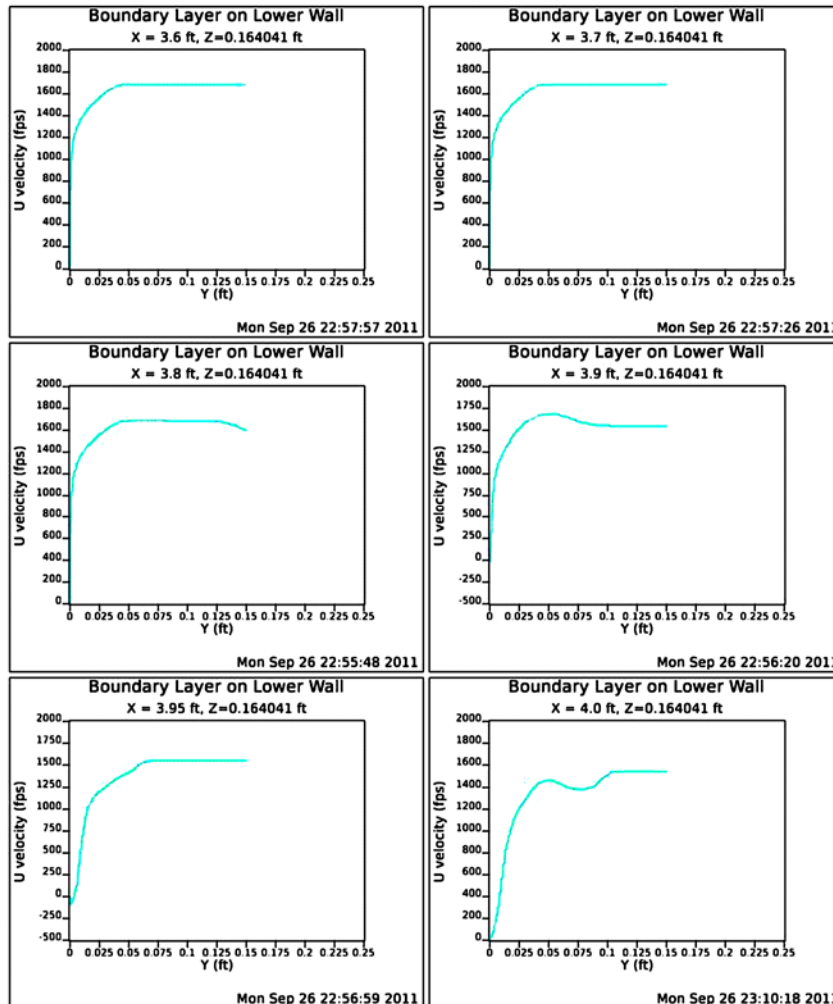 Boundary Layer on Lower Wall
X = 3.6 ft, Z=0.164041 ft
2000
1800
1600
1400
1200
1000
800
600
400
200
0
U velocity (fps)
0 0.025 0.05 0.075 0.1 0.125 0.15 0.175 0.2 0.225 0.25
Y (ft)
Mon Sep 26 22:57:57 2011
Boundary Layer on Lower Wall
X = 3.7 ft, Z=0.164041 ft
2000
1800
1600
1400
1200
1000
800
600
400
200
0
U velocity (fps)
0 0.025 0.05 0.075 0.1 0.125 0.15 0.175 0.2 0.225 0.25
Y (ft)
Mon Sep 26 22:57:26 2011
Boundary Layer on Lower Wall
X = 3.8 ft, Z=0.164041 ft
2000
1800
1600
1400
1200
1000
800
600
400
200
0
U velocity (fps)
0 0.025 0.05 0.075 0.1 0.125 0.15 0.175 0.2 0.225 0.25
Y (ft)
Mon Sep 26 22:55:48 2011
Boundary Layer on Lower Wall
X = 3.9 ft, Z=0.164041 ft
2000
1750
1500
1250
1000
750
500
250
0
-250
-500
U velocity (fps)
0 0.025 0.05 0.075 0.1 0.125 0.15 0.175 0.2 0.225 0.25
Y (ft)
Mon Sep 26 22:56:20 2011
Boundary Layer on Lower Wall
X = 3.95 ft, Z=0.164041 ft
2000
1750
1500
1250
1000
750
500
250
0
-250
-500
U velocity (fps)
0 0.025 0.05 0.075 0.1 0.125 0.15 0.175 0.2 0.225 0.25
Y (ft)
Mon Sep 26 22:56:59 2011
Boundary Layer on Lower Wall
X = 4.0 ft, Z=0.164041 ft
2000
1800
1600
1400
1200
1000
800
600
400
200
0
U velocity (fps)
0 0.025 0.05 0.075 0.1 0.125 0.15 0.175 0.2 0.225 0.25
Y (ft)
Mon Sep 26 23:10:18 2011